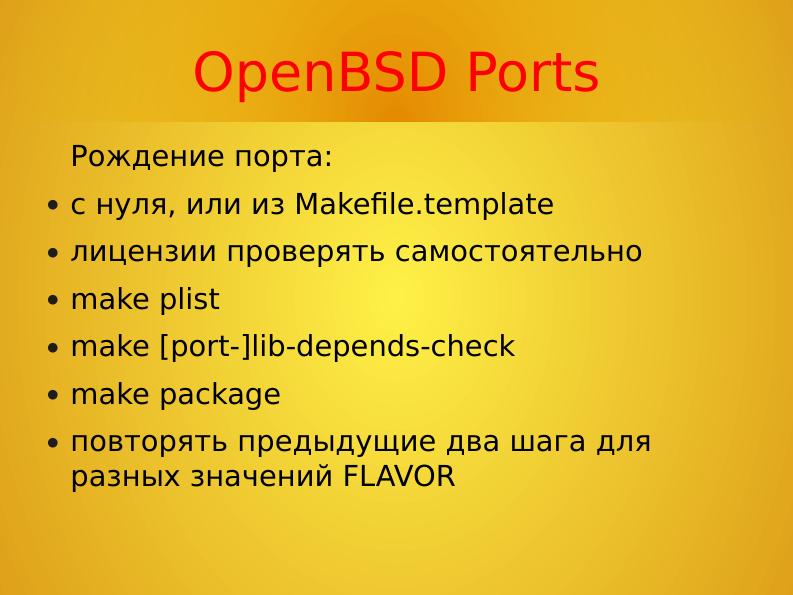 OpenBSD Ports
Рождение порта:
• с нуля, или из Makefile.template
• лицензии проверять самостоятельно
• make plist
• make [port-]lib-depends-check
• make package
• повторять предыдущие два шага для
разных значений FLAVOR